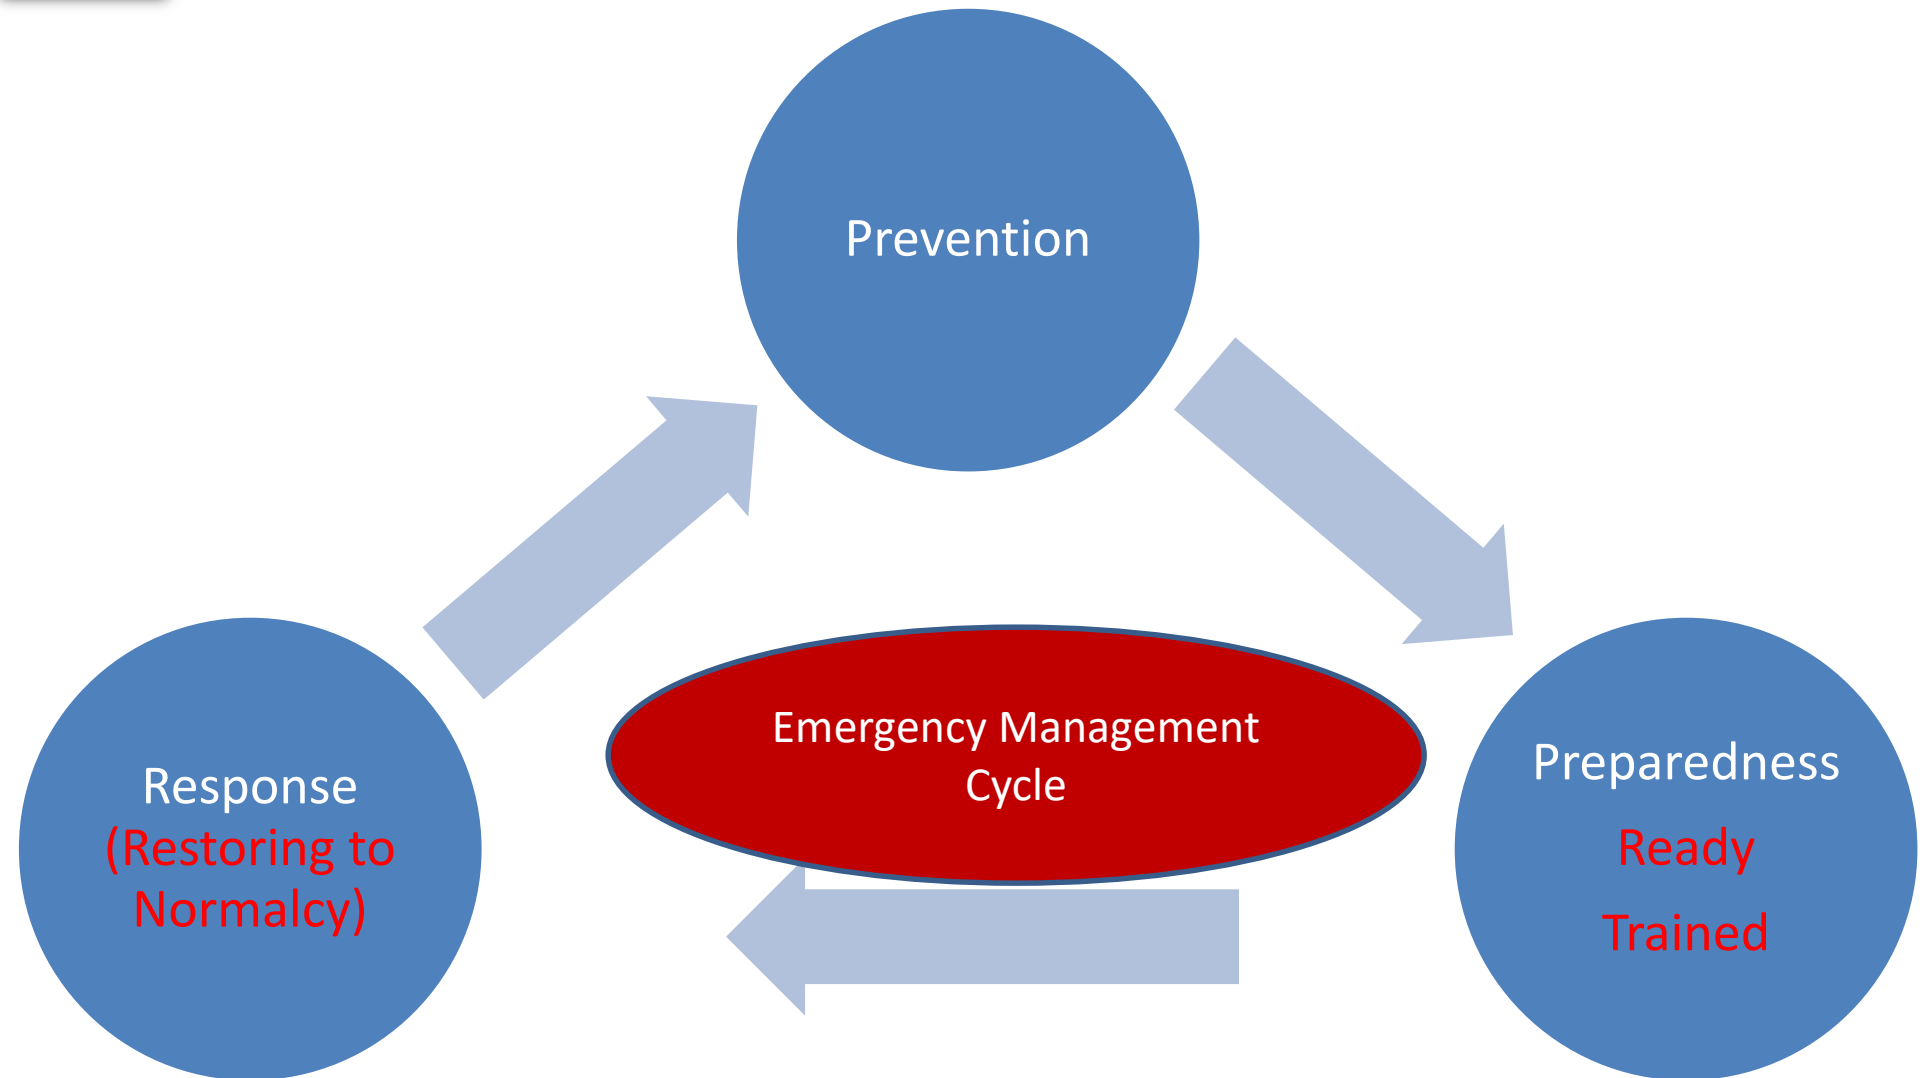 Prevention
Emergency Management
Cycle
Response
(Restoring to
Normalcy)
Preparedness
Ready
Trained